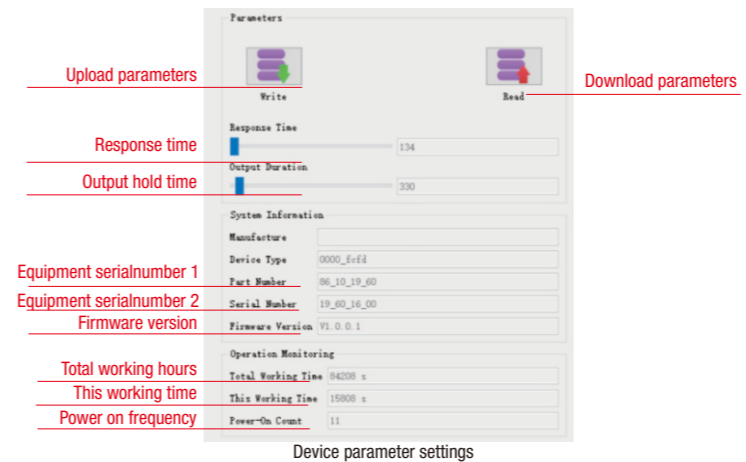 Parameters
Upload parameters
Write
Read
Download parameters
Response Time
Response time
134
Output Duration
Output hold time
330
System Information
Manufacture
Device Type 0000_fcfd
Equipment serialnumber 1
Part Number 86_10_19_60
Equipment serialnumber 2
Serial Number 19_60_16_00
Firmware version
Firmware Version V1.0.0.1
Operation Monitoring
Total working hours
Total Working Time 84208 s
This working time
This Working Time 15808 s
Power on frequency
Power-On Count 11
Device parameter settings